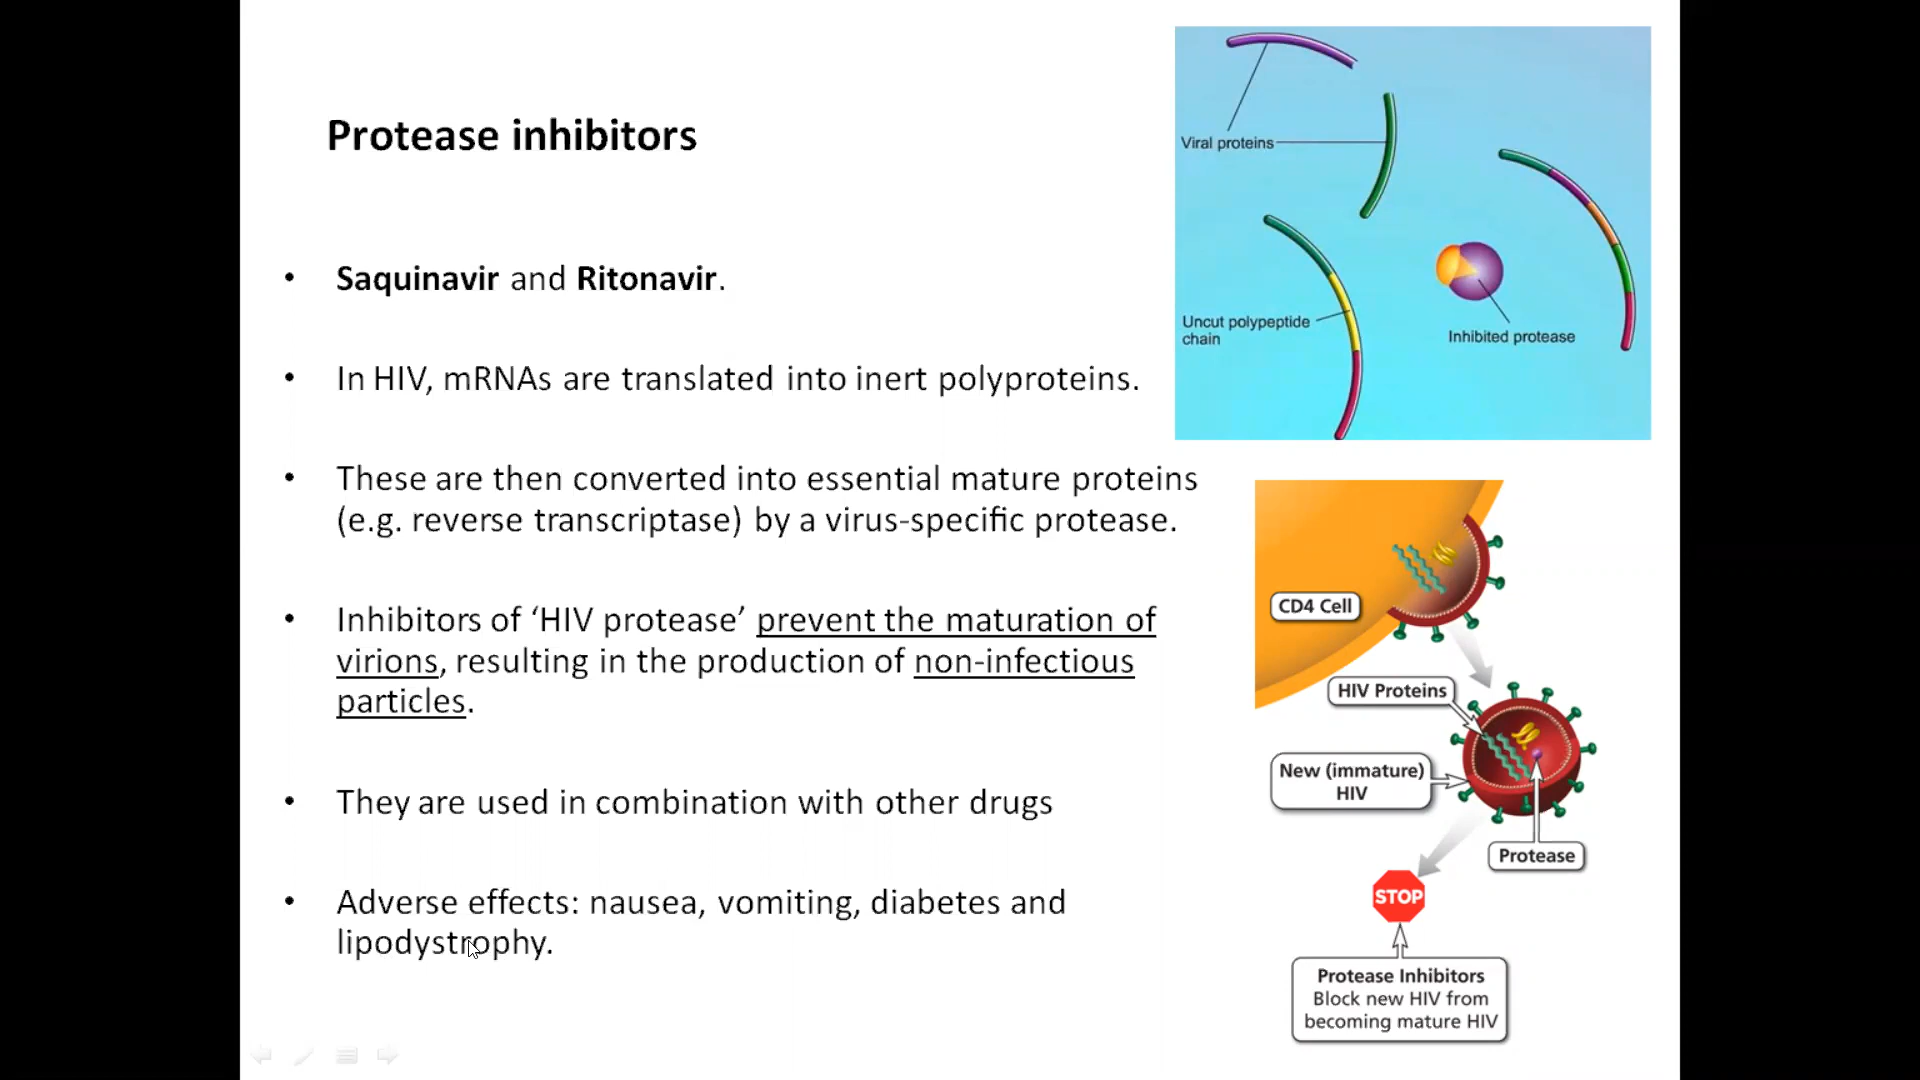 Protease inhibitors
• Saquinavir and Ritonavir.
• In HIV, mRNAs are translated into inert polyproteins.
• These are then converted into essential mature proteins
(e.g. reverse transcriptase) by a virus-specific protease.
• Inhibitors of ‘HIV protease’ prevent the maturation of
virions, resulting in the production of non-infectious
particles.
• They are used in combination with other drugs
• Adverse effects: nausea, vomiting, diabetes and
lipodystrophy.
Viral proteins
Uncut polypeptide
chain
Inhibited protease
CD4 Cell
HIV Proteins
New (immature)
HIV
Protease
STOP
Protease Inhibitors
Block new HIV from
becoming mature HIV